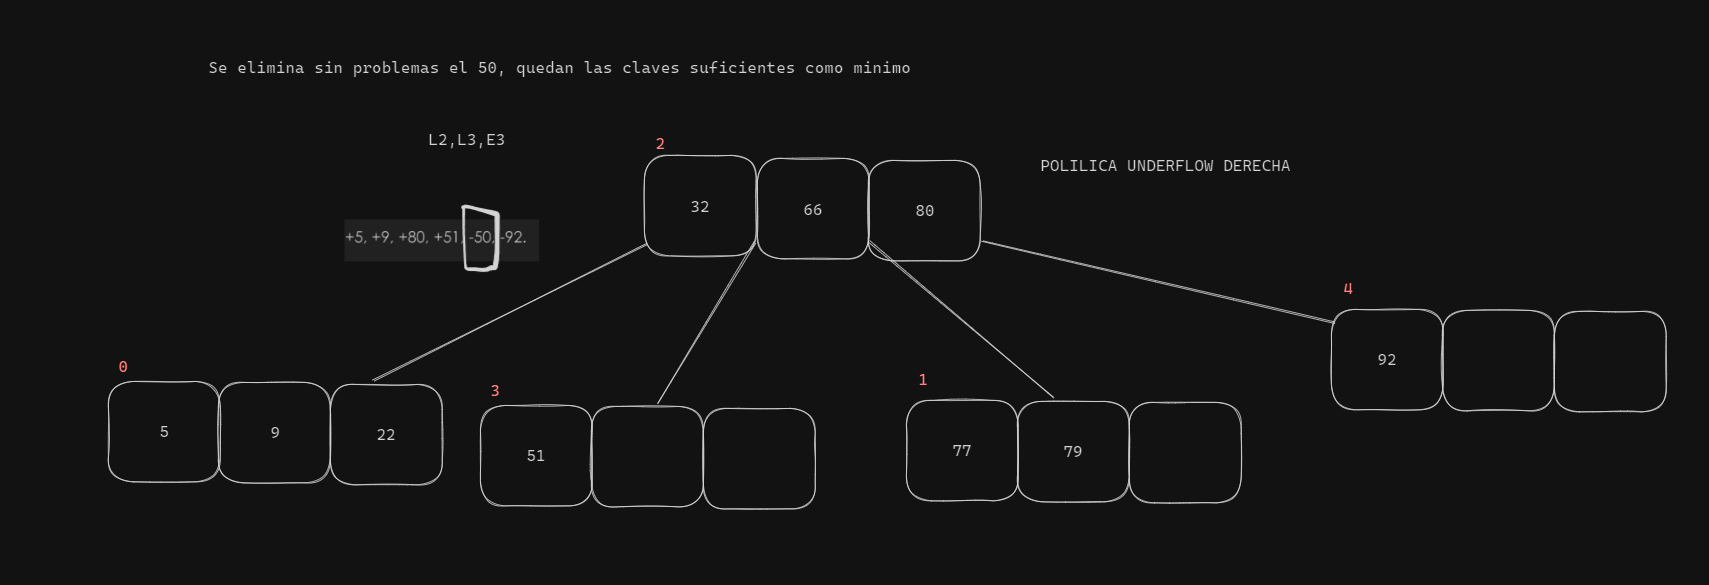 Se elimina sin problemas el 50, quedan las claves suficientes como minimo
L2,L3,E3
2
POLILICA UNDERFLOW DERECHA
32 66 80
+5, +9, +80, +51, -50, -92.
4
92
0
3
1
5 9 22
51
77 79